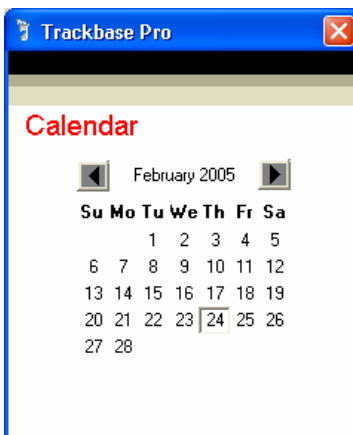 Trackbase Pro
Calendar
February 2005
Su Mo Tu We Th Fr Sa
1 2 3 4 5
6 7 8 9 10 11 12
13 14 15 16 17 18 19
20 21 22 23 24 25 26
27 28